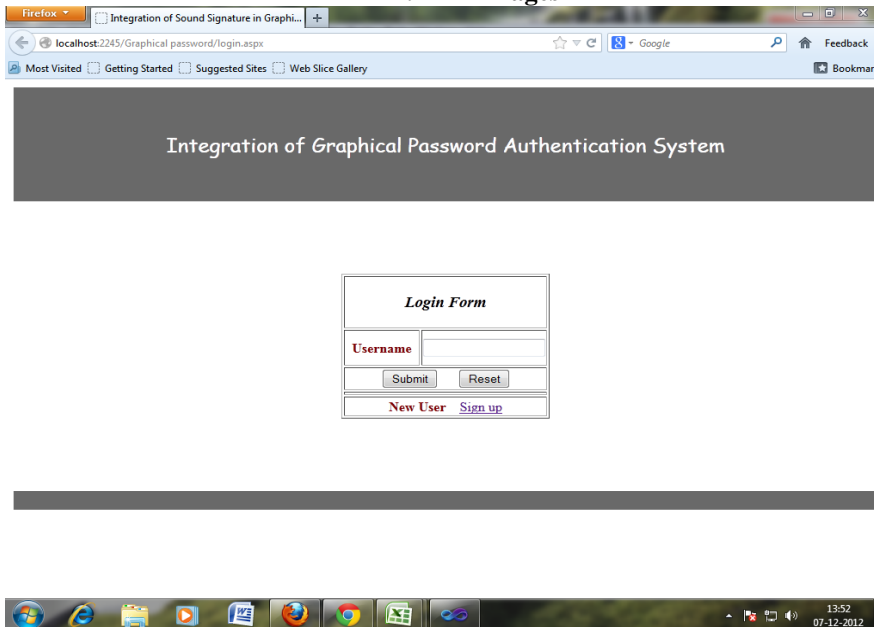 Firefox
Integration of Sound Signature in Graphi...
localhost:2245/Graphical password/login.aspx
Google
Feedback
Most Visited Getting Started Suggested Sites Web Slice Gallery
Bookmar
Integration of Graphical Password Authentication System
Login Form
Username
Submit Reset
New User Sign up
13:52
07-12-2012